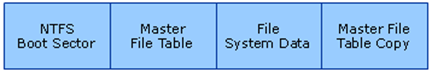 NTFS
Boot Sector
Master
File Table
File
System Data
Master File
Table Copy